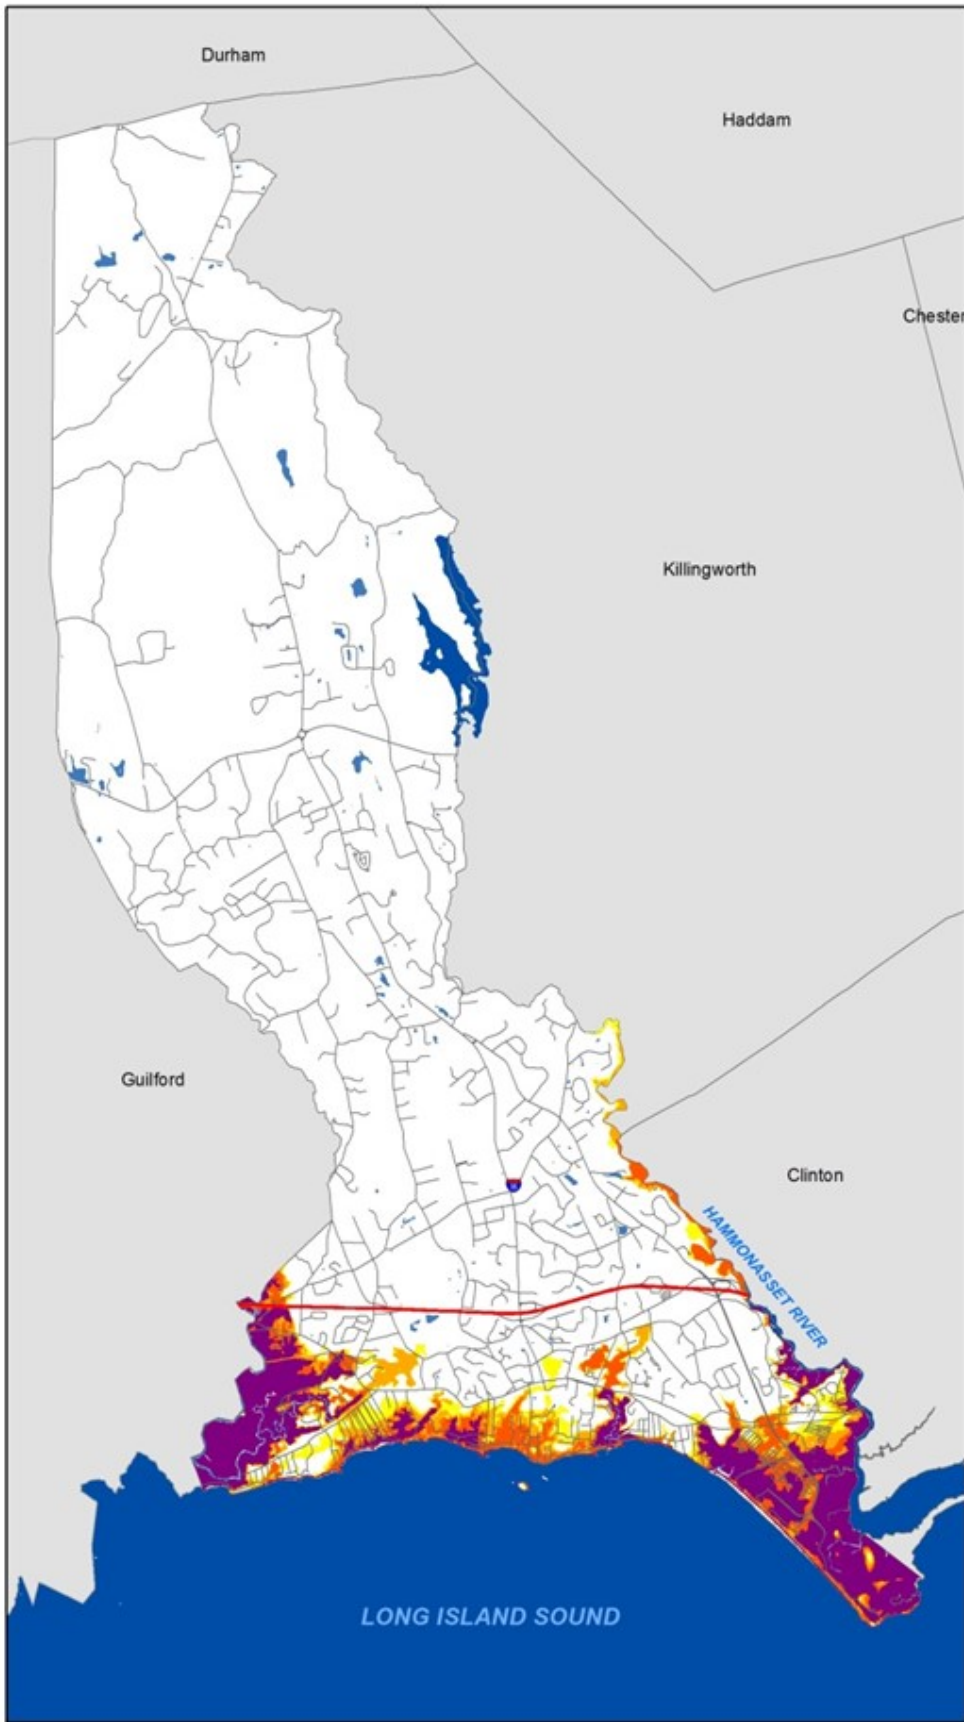 Durham
Haddam
Chester
Killingworth
Guilford
Clinton
HAMMONASSET RIVER
LONG ISLAND SOUND